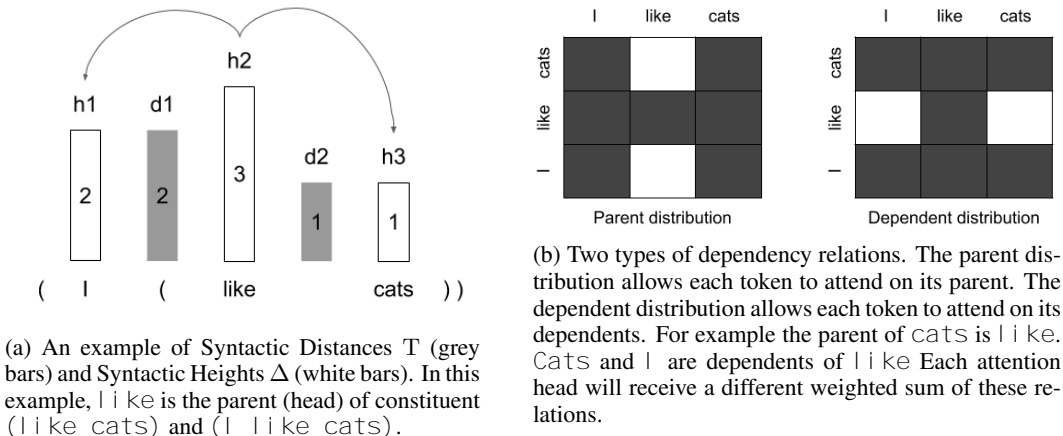 h2
h1 d1
d2 h3
2 2 3 1 1
( I ( like cats ) )
(a) An example of Syntactic Distances T (grey
bars) and Syntactic Heights Δ (white bars). In this
example, like is the parent (head) of constituent
(like cats) and (I like cats).
I like cats
cats
like
I
Parent distribution
I like cats
cats
like
I
Dependent distribution
(b) Two types of dependency relations. The parent dis-
tribution allows each token to attend on its parent. The
dependent distribution allows each token to attend on its
dependents. For example the parent of cats is like.
Cats and I are dependents of like Each attention
head will receive a different weighted sum of these re-
lations.